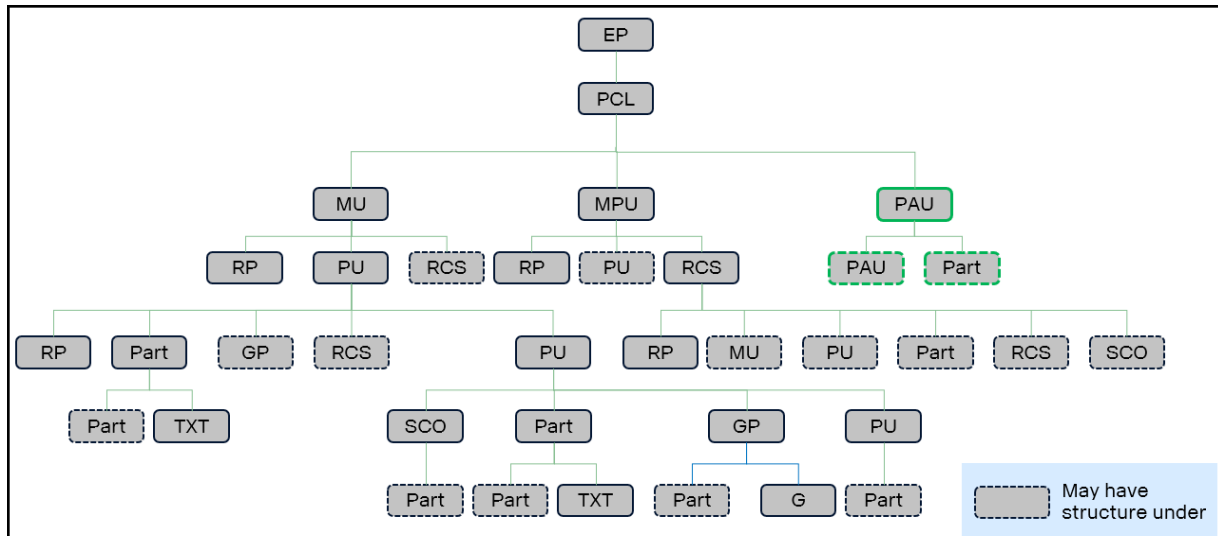 EP
PCL
MU
MPU
PAU
RP
PU
RCS
RP
PU
RCS
PAU
Part
RP
Part
GP
RCS
PU
RP
MU
PU
Part
RCS
SCO
Part
TXT
SCO
Part
GP
PU
Part
Part
TXT
Part
G
Part
May have
structure under